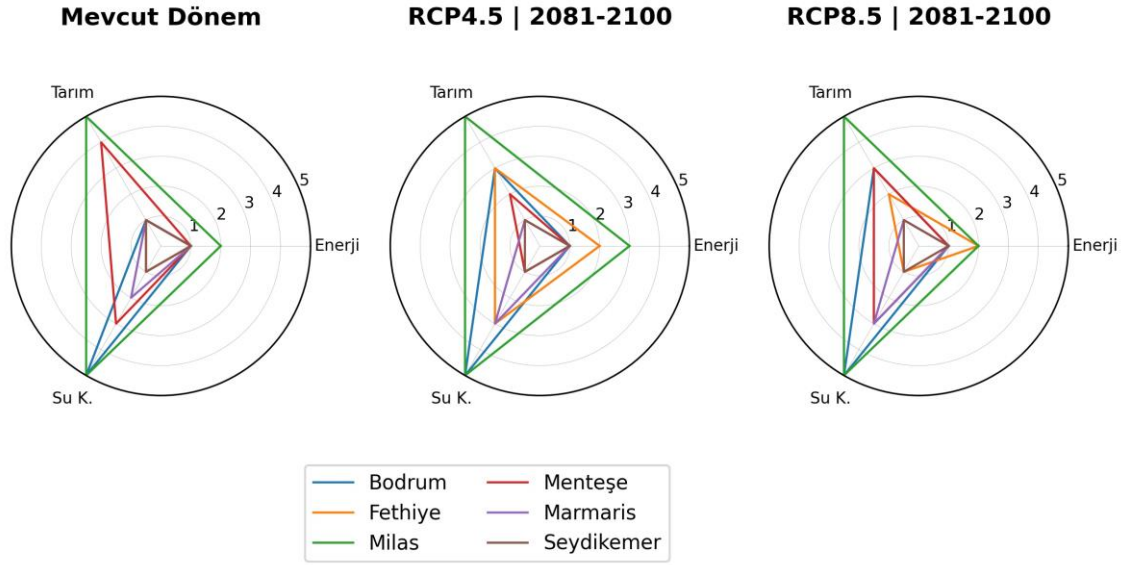 Mevcut Dönem
RCP4.5 | 2081-2100
RCP8.5 | 2081-2100
Tarım
5
4
3
2
1
Enerji
Su K.
Tarım
5
4
3
2
1
Enerji
Su K.
Tarım
5
4
3
2
1
Enerji
Su K.
Bodrum
Fethiye
Milas
Menteşe
Marmaris
Seydikemer